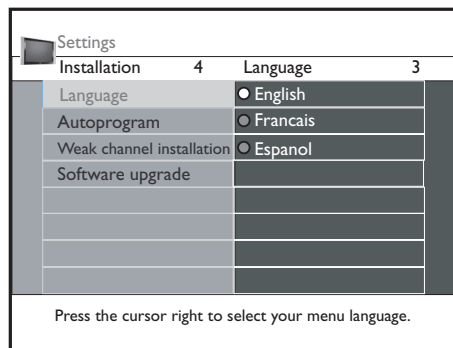 Settings
Installation 4 Language 3
Language English
Autoprogram Francais
Weak channel installation Espanol
Software upgrade
Press the cursor right to select your menu language.